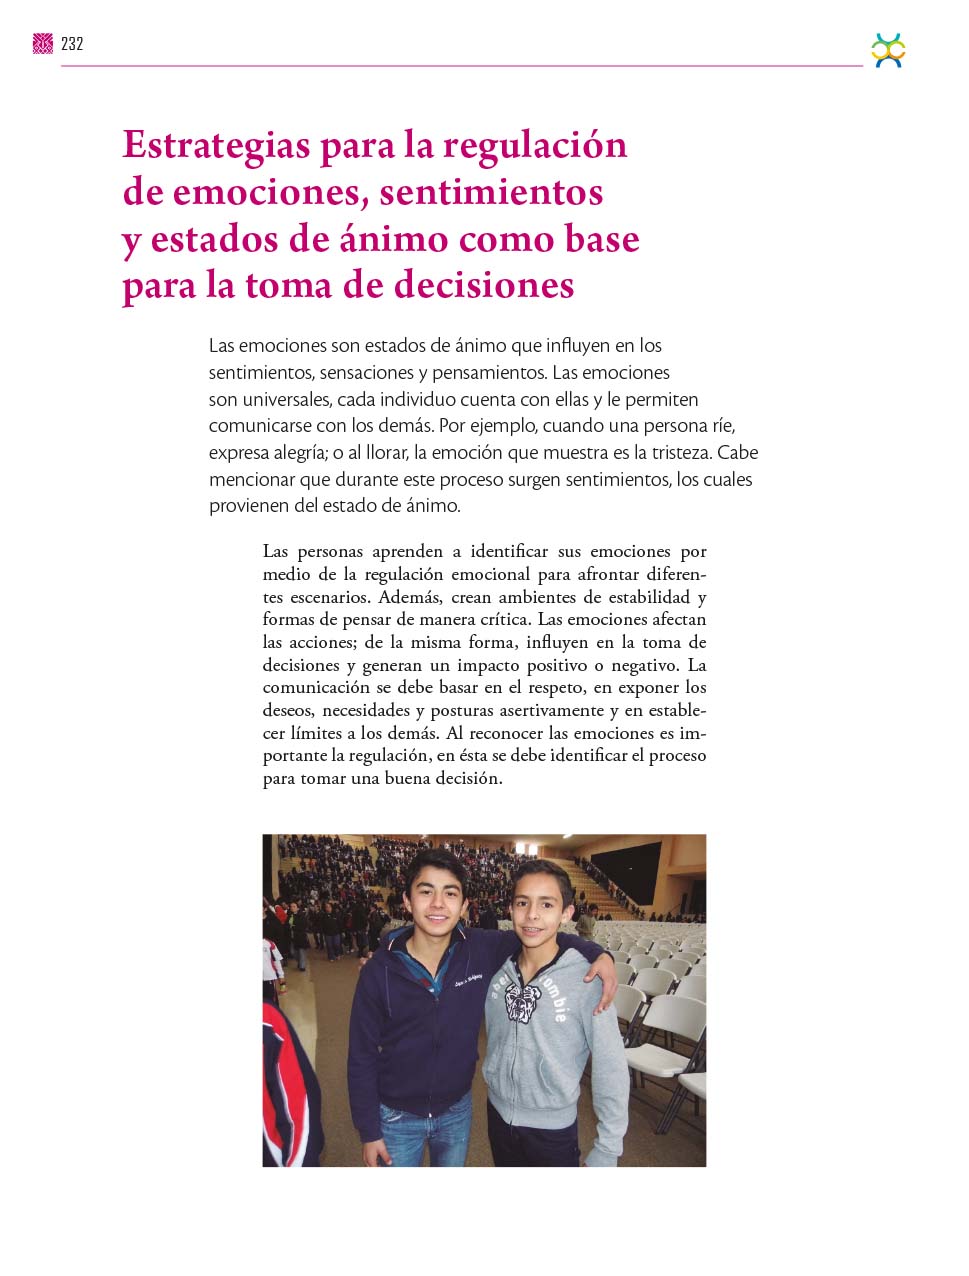 232
Estrategias para la regulación
de emociones, sentimientos
y estados de ánimo como base
para la toma de decisiones
Las emociones son estados de ánimo que influyen en los
sentimientos, sensaciones y pensamientos. Las emociones
son universales, cada individuo cuenta con ellas y le permiten
comunicarse con los demás. Por ejemplo, cuando una persona ríe,
expresa alegría; o al llorar, la emoción que muestra es la tristeza. Cabe
mencionar que durante este proceso surgen sentimientos, los cuales
provienen del estado de ánimo.
Las personas aprenden a identificar sus emociones por
medio de la regulación emocional para afrontar diferen-
tes escenarios. Además, crean ambientes de estabilidad y
formas de pensar de manera crítica. Las emociones afectan
las acciones; de la misma forma, influyen en la toma de
decisiones y generan un impacto positivo o negativo. La
comunicación se debe basar en el respeto, en exponer los
deseos, necesidades y posturas asertivamente y en estable-
cer límites a los demás. Al reconocer las emociones es im-
portante la regulación, en ésta se debe identificar el proceso
para tomar una buena decisión.
aber ombie